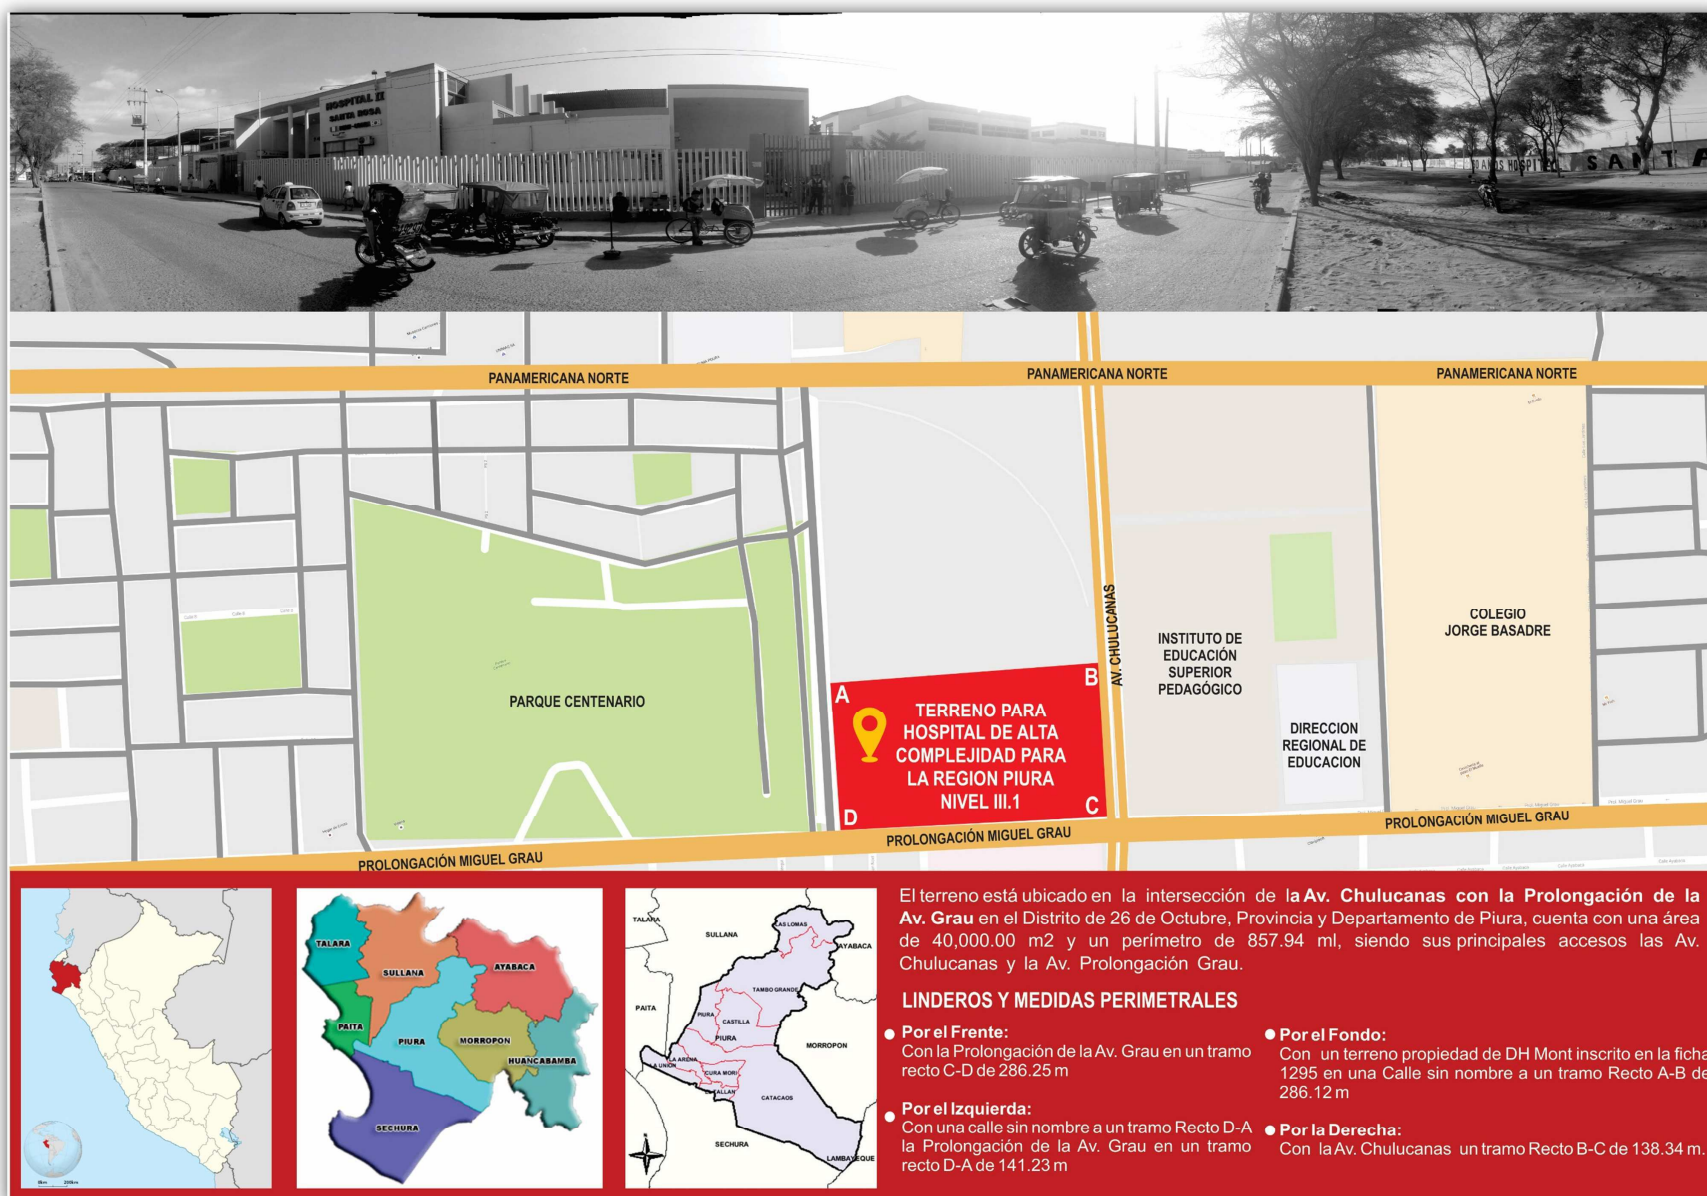 HOSPITAL II
SANTA ROSA
50 AÑOS HOSPITAL SANTA
PANAMERICANA NORTE
PANAMERICANA NORTE
PANAMERICANA NORTE
AV. CHULUCANAS
PARQUE CENTENARIO
A
B
TERRENO PARA
HOSPITAL DE ALTA
COMPLEJIDAD PARA
LA REGION PIURA
NIVEL III.1
D
C
INSTITUTO DE
EDUCACIÓN
SUPERIOR
PEDAGÓGICO
DIRECCION
REGIONAL DE
EDUCACION
COLEGIO
JORGE BASADRE
PROLONGACIÓN MIGUEL GRAU
PROLONGACIÓN MIGUEL GRAU
PROLONGACIÓN MIGUEL GRAU
TALARA
SULLANA
AYABACA
PAITA
PIURA
MORROPON
HUANCABAMBA
SECHURA
TALARA
SULLANA
LAS LOMAS
AYABACA
PAITA
TAMBO GRANDE
PIURA
CASTILLA
PIURA
MORROPON
LA ARENA
LA UNION
CURA MORI
EL TALLAN
CATACAOS
SECHURA
LAMBAYEQUE
N
El terreno está ubicado en la intersección de la Av. Chulucanas con la Prolongación de la
Av. Grau en el Distrito de 26 de Octubre, Provincia y Departamento de Piura, cuenta con una área
de 40,000.00 m2 y un perímetro de 857.94 ml, siendo sus principales accesos las Av.
Chulucanas y la Av. Prolongación Grau.
LINDEROS Y MEDIDAS PERIMETRALES
Por el Frente:
Con la Prolongación de la Av. Grau en un tramo
recto C-D de 286.25 m
Por el Izquierda:
Con una calle sin nombre a un tramo Recto D-A
la Prolongación de la Av. Grau en un tramo
recto D-A de 141.23 m
Por el Fondo:
Con un terreno propiedad de DH Mont inscrito en la ficha
1295 en una Calle sin nombre a un tramo Recto A-B de
286.12 m
Por la Derecha:
Con la Av. Chulucanas un tramo Recto B-C de 138.34 m.